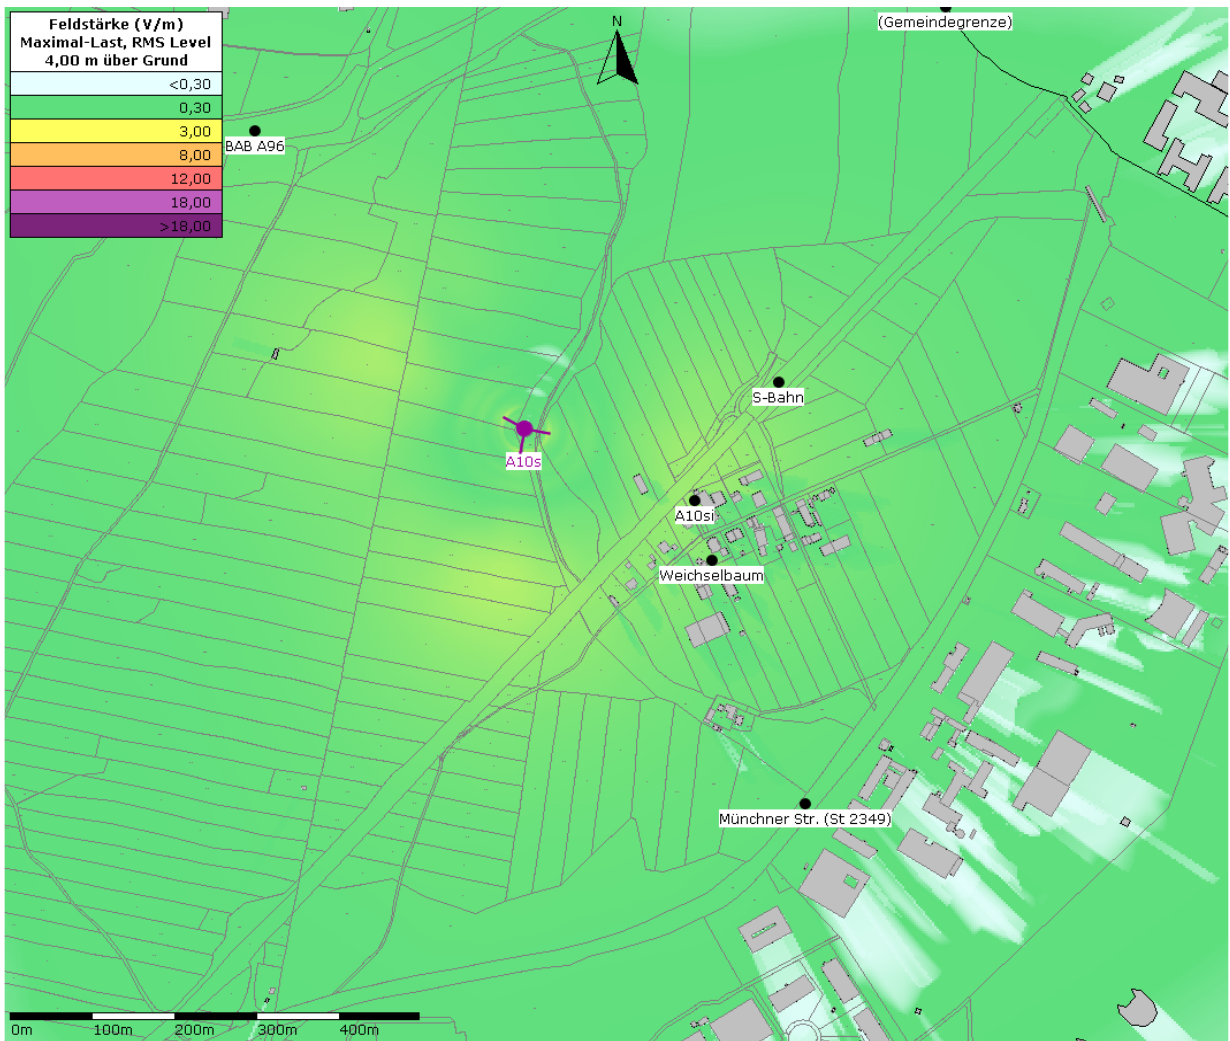 Feldstärke (V/m)
Maximal-Last, RMS Level
4,00 m über Grund
<0,30
0,30
3,00
8,00
12,00
18,00
>18,00
N
(Gemeindegrenze)
BAB A96
S-Bahn
A10s
A10si
Weichselbaum
Münchner Str. (St 2349)
0m 100m 200m 300m 400m